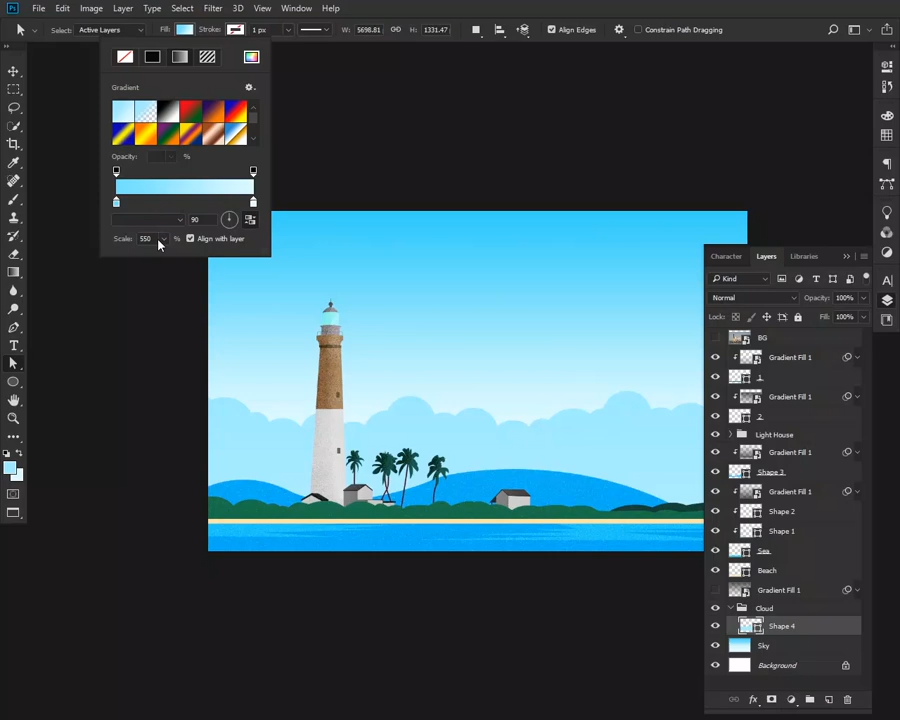 Ps File Edit Image Layer Type Select Filter 3D View Window Help
Select: Active Layers Fill: Stroke: 1 px W: 5698.81 H: 1331.47 Align Edges Constrain Path Dragging
Gradient
Opacity: %
90
Scale: 550 % Align with layer
Character Layers Libraries
Kind
Normal Opacity: 100%
Lock: Fill: 100%
BG
Gradient Fill 1
1
Gradient Fill 1
2
Light House
Gradient Fill 1
Shape 3
Gradient Fill 1
Shape 2
Shape 1
Sea
Beach
Gradient Fill 1
Cloud
Shape 4
Sky
Background
fx